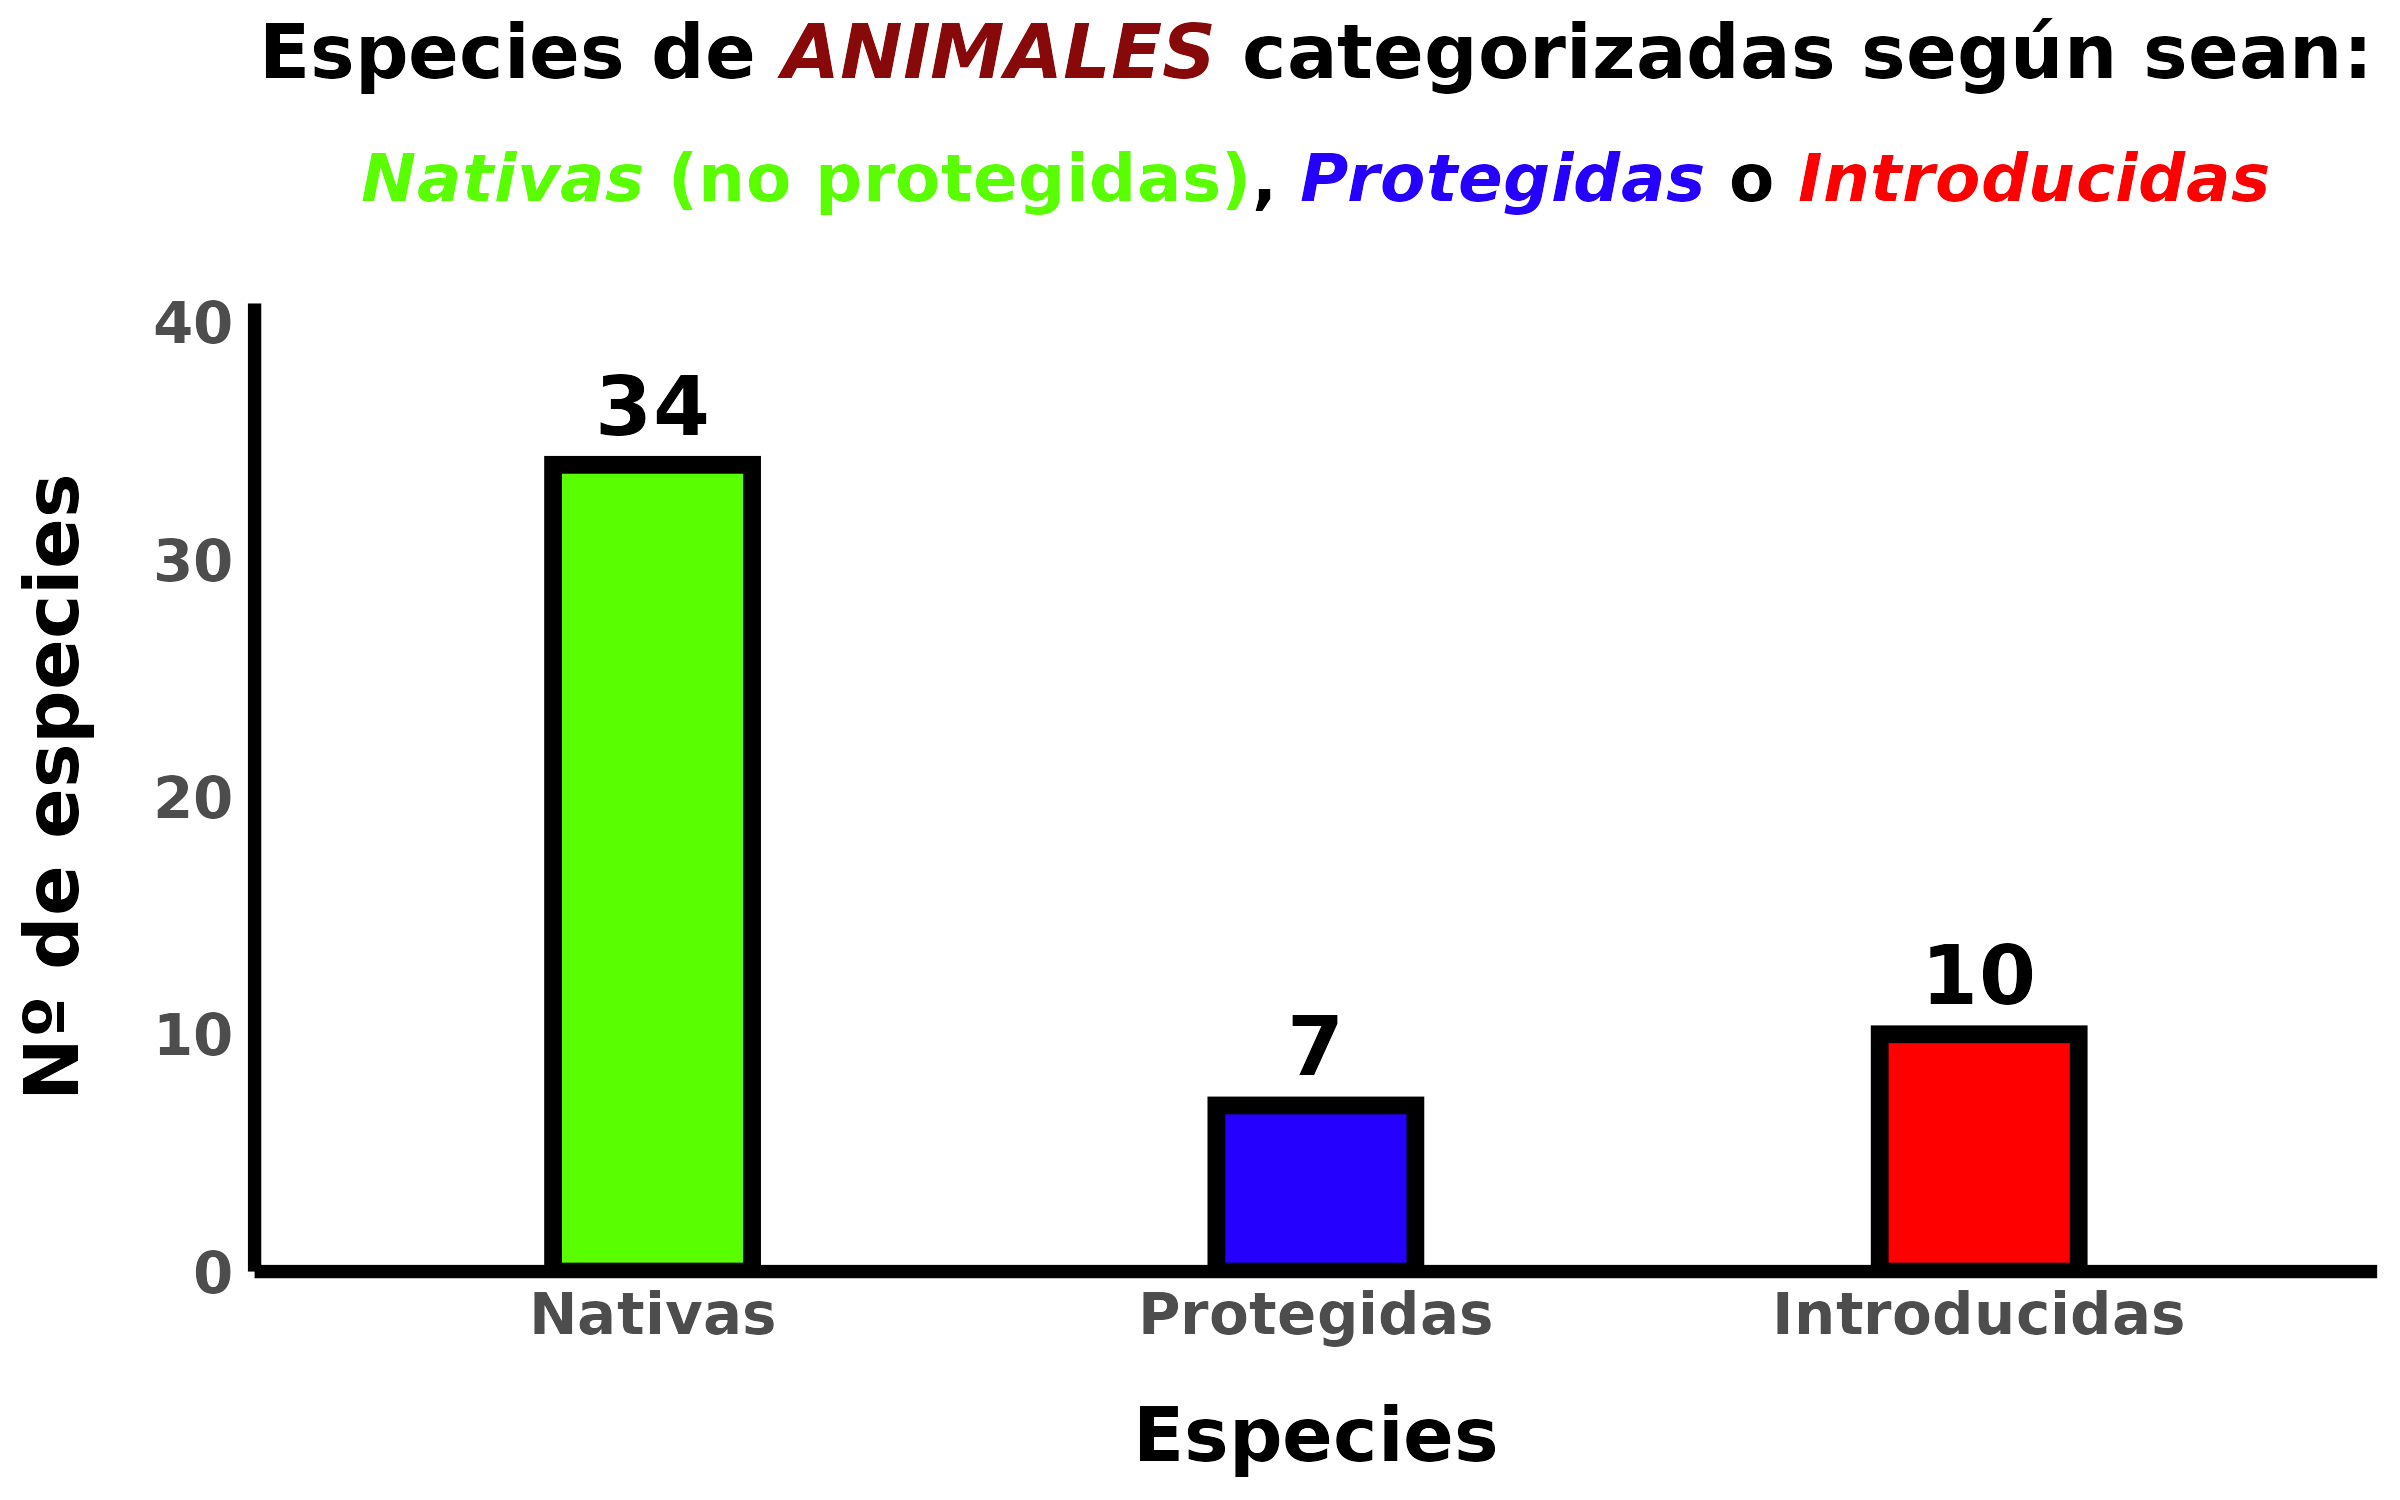 Especies de ANIMALES categorizadas según sean:
Nativas (no protegidas), Protegidas o Introducidas
40
34
30
Nº de especies
20
10
10
7
0
Nativas Protegidas Introducidas
Especies